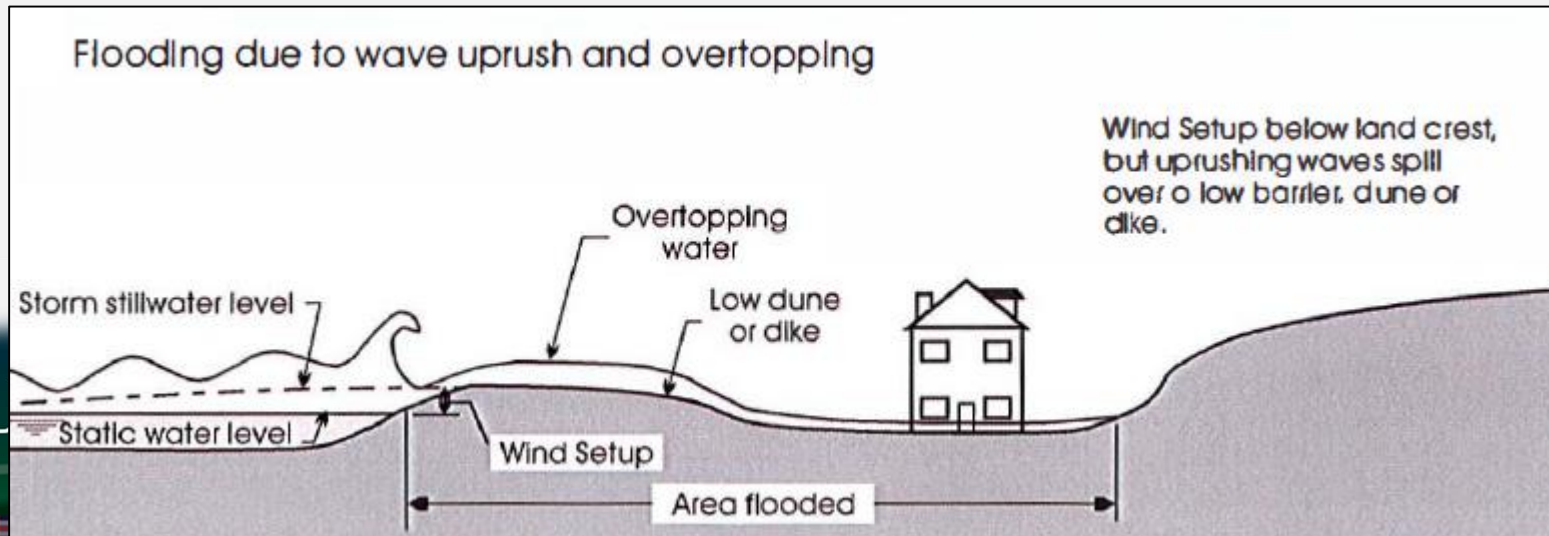 Flooding due to wave uprush and overtopping
Wind Setup below land crest,
but uprushing waves spill
over o low barrier, dune or
dike.
Overtopping
water
Storm stillwater level
Low dune
or dike
Static water level
Wind Setup
Area flooded